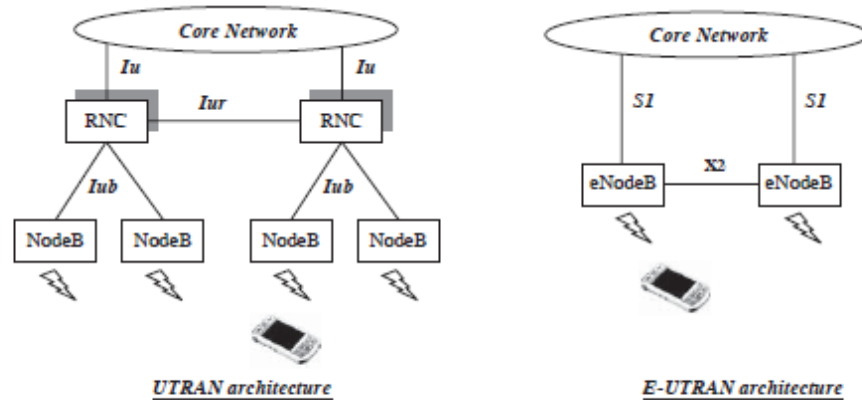 Core Network
Core Network
Iu
Iu
S1
S1
RNC
Iur
RNC
Iub
Iub
X2
eNodeB
eNodeB
NodeB
NodeB
NodeB
NodeB
UTRAN architecture
E-UTRAN architecture